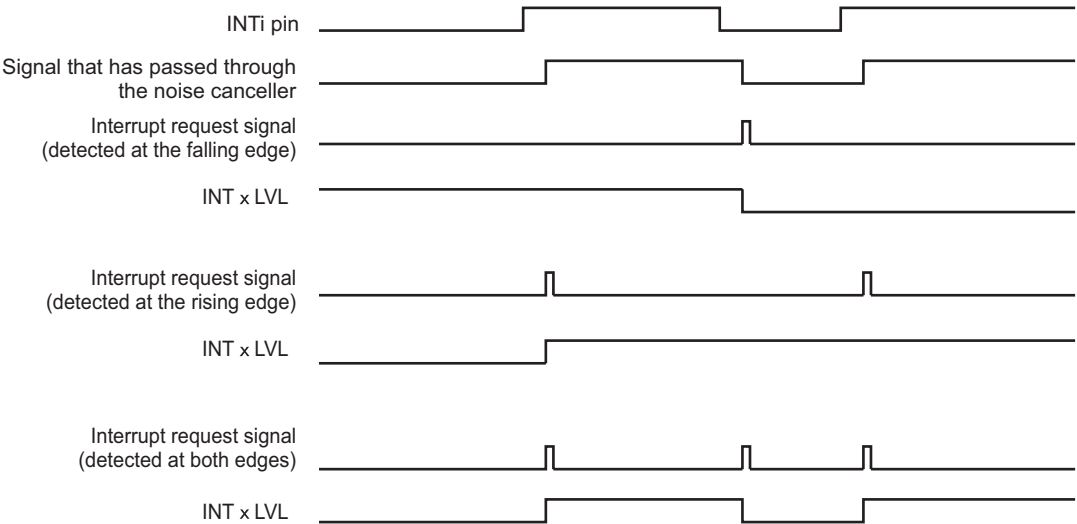 INTi pin
Signal that has passed through
the noise canceller
Interrupt request signal
(detected at the falling edge)
INT x LVL
Interrupt request signal
(detected at the rising edge)
INT x LVL
Interrupt request signal
(detected at both edges)
INT x LVL